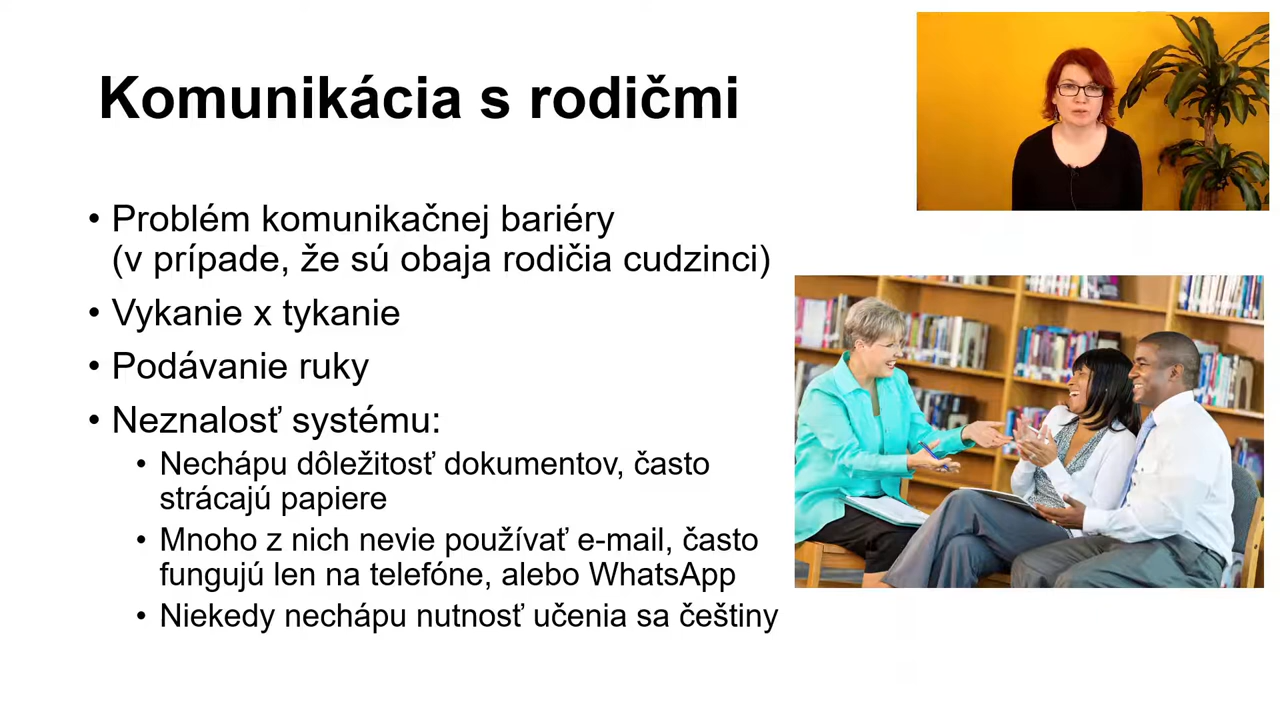 Komunikácia s rodičmi
• Problém komunikačnej bariéry
(v prípade, že sú obaja rodičia cudzinci)
• Vykanie x tykanie
• Podávanie ruky
• Neznalosť systému:
• Nechápu dôležitosť dokumentov, často
strácajú papiere
• Mnoho z nich nevie používať e-mail, často
fungujú len na telefóne, alebo WhatsApp
• Niekedy nechápu nutnosť učenia sa češtiny